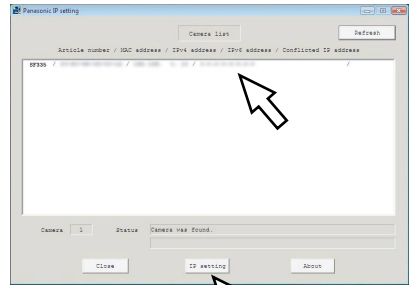 Panasonic IP setting
Camera list
Refresh
Article number / MAC address / IPv4 address / IPv6 address / Conflicted IP address
SF335 / / / /
Camera 1 Status Camera was found.
Close IP setting About